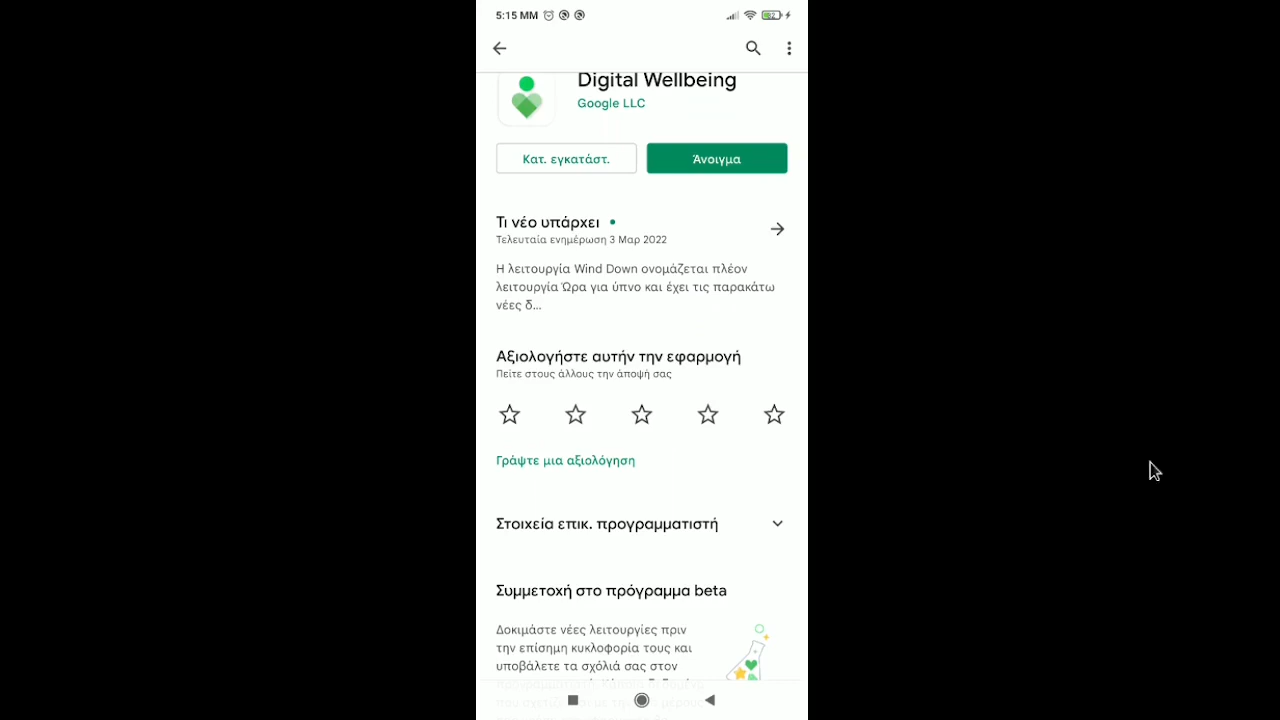 5:15 ΜΜ
Digital Wellbeing
Google LLC
Κατ. εγκατάστ.
Άνοιγμα
Τι νέο υπάρχει
Τελευταία ενημέρωση 3 Μαρ 2022
Η λειτουργία Wind Down ονομάζεται πλέον
λειτουργία Ώρα για ύπνο και έχει τις παρακάτω
νέες δ...
Αξιολογήστε αυτήν την εφαρμογή
Πείτε στους άλλους την άποψή σας
Γράψτε μια αξιολόγηση
Στοιχεία επικ. προγραμματιστή
Συμμετοχή στο πρόγραμμα beta
Δοκιμάστε νέες λειτουργίες πριν
την επίσημη κυκλοφορία τους και
υποβάλετε τα σχόλιά σας στον